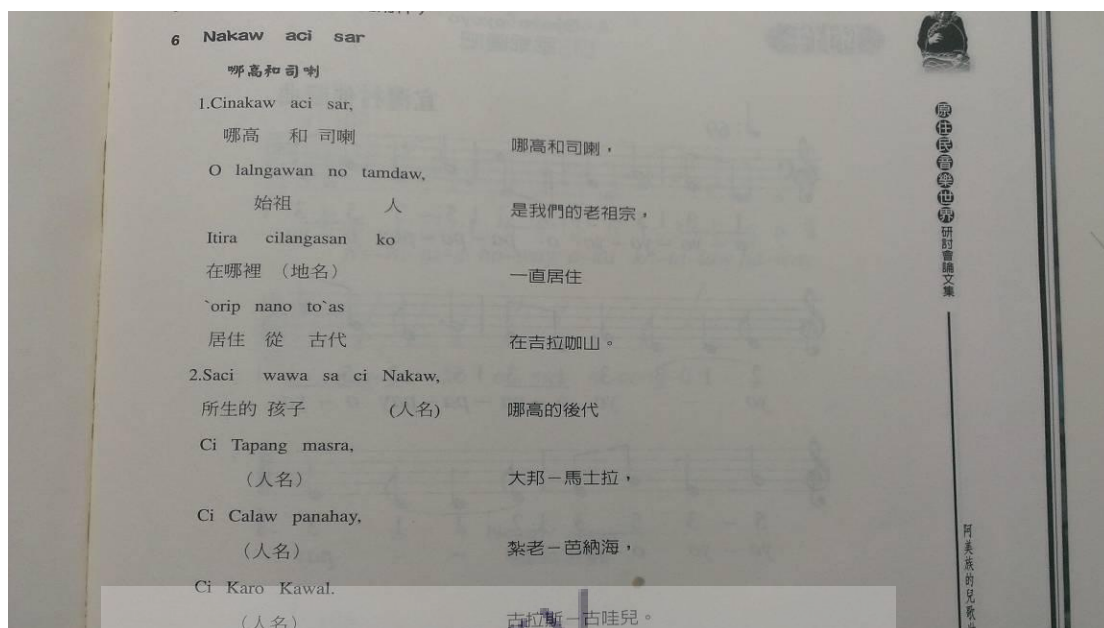 6 Nakaw aci sar
哪高和司喇
1.Cinakaw aci sar,
哪高 和 司喇 哪高和司喇，
O lalngawan no tamdaw,
始祖 人 是我們的老祖宗，
Itira cilangasan ko
在哪裡 （地名） 一直居住
`orip nano to`as
居住 從 古代 在吉拉咖山。
2.Saci wawa sa ci Nakaw,
所生的 孩子 (人名) 哪高的後代
Ci Tapang masra,
（人名） 大邦－馬士拉，
Ci Calaw panahay,
（人名） 紮老－芭納海，
Ci Karo Kawal.
（人名） 古拉斯－古哇兒。
原住民音樂世界研討會論文集
阿美族的兒歌